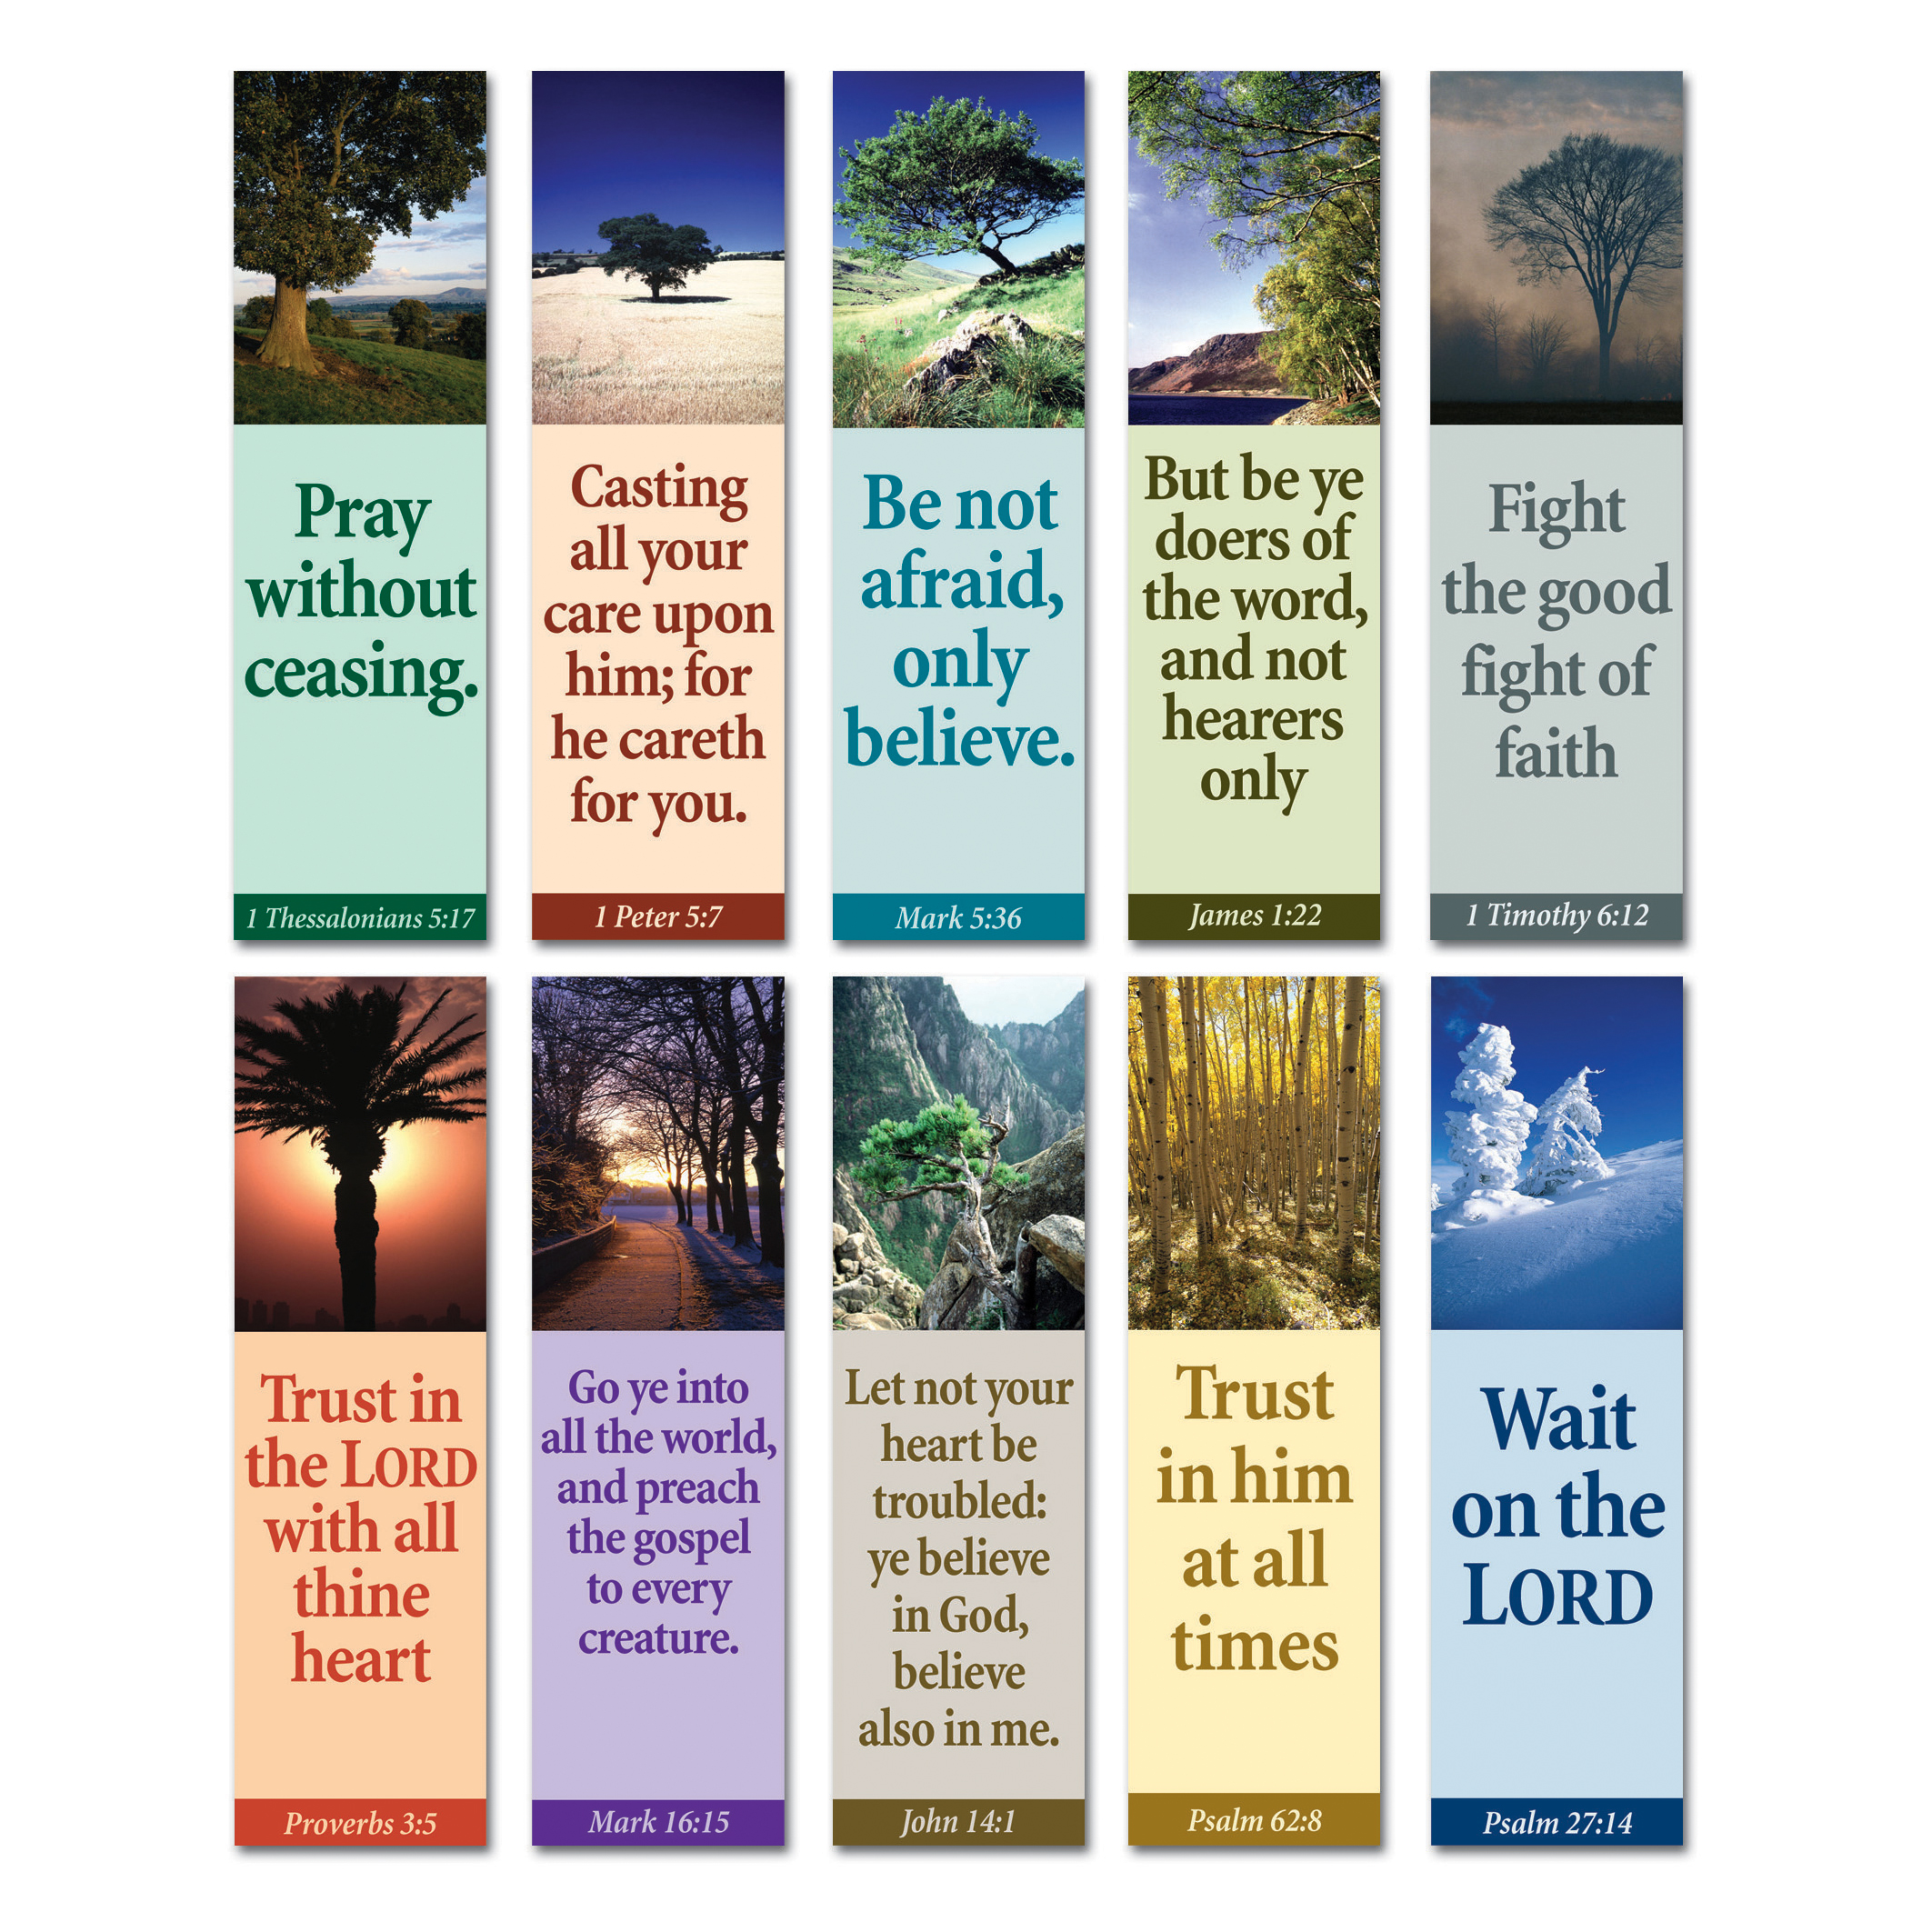 Pray
without
ceasing.
1 Thessalonians 5:17
Casting
all your
care upon
him; for
he careth
for you.
1 Peter 5:7
Be not
afraid,
only
believe.
Mark 5:36
But be ye
doers of
the word,
and not
hearers
only
James 1:22
Fight
the good
fight of
faith
1 Timothy 6:12
Trust in
the LORD
with all
thine
heart
Proverbs 3:5
Go ye into
all the world,
and preach
the gospel
to every
creature.
Mark 16:15
Let not your
heart be
troubled:
ye believe
in God,
believe
also in me.
John 14:1
Trust
in him
at all
times
Psalm 62:8
Wait
on the
LORD
Psalm 27:14